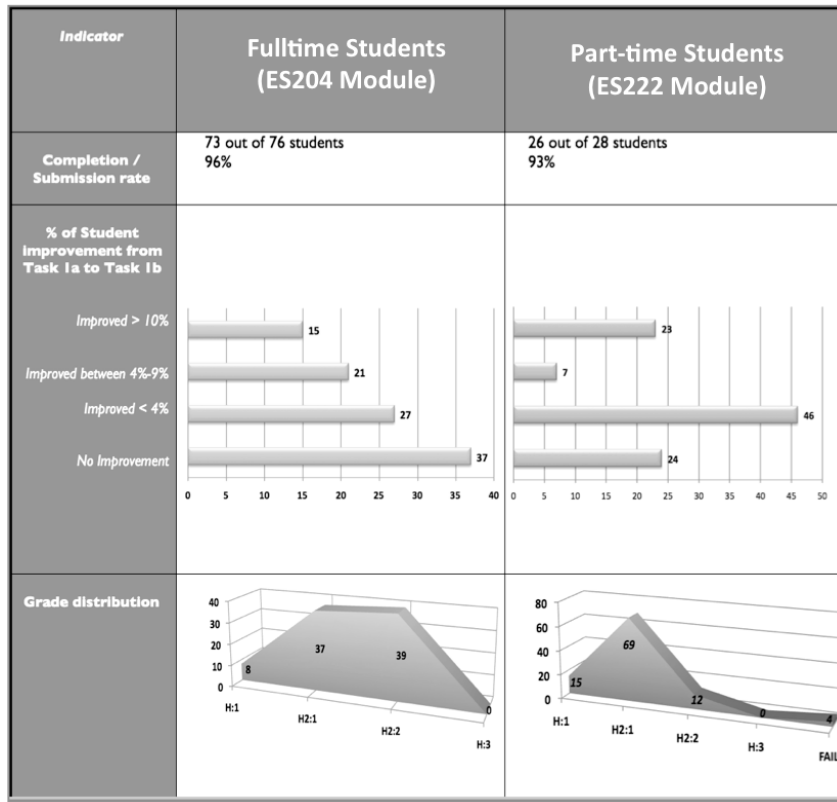 Indicator
Fulltime Students
(ES204 Module)
Part-time Students
(ES222 Module)
Completion /
Submission rate
73 out of 76 students
96%
26 out of 28 students
93%
% of Student
improvement from
Task 1a to Task 1b
Improved > 10%
15
23
Improved between 4%-9%
21
7
Improved < 4%
27
46
No Improvement
37
24
0 5 10 15 20 25 30 35 40
0 5 10 15 20 25 30 35 40 45 50
Grade distribution
40
30
20
10
0
8
37
39
0
H:1
H2:1
H2:2
H:3
80
60
40
20
0
15
69
12
0
4
H:1
H2:1
H2:2
H:3
FAIL